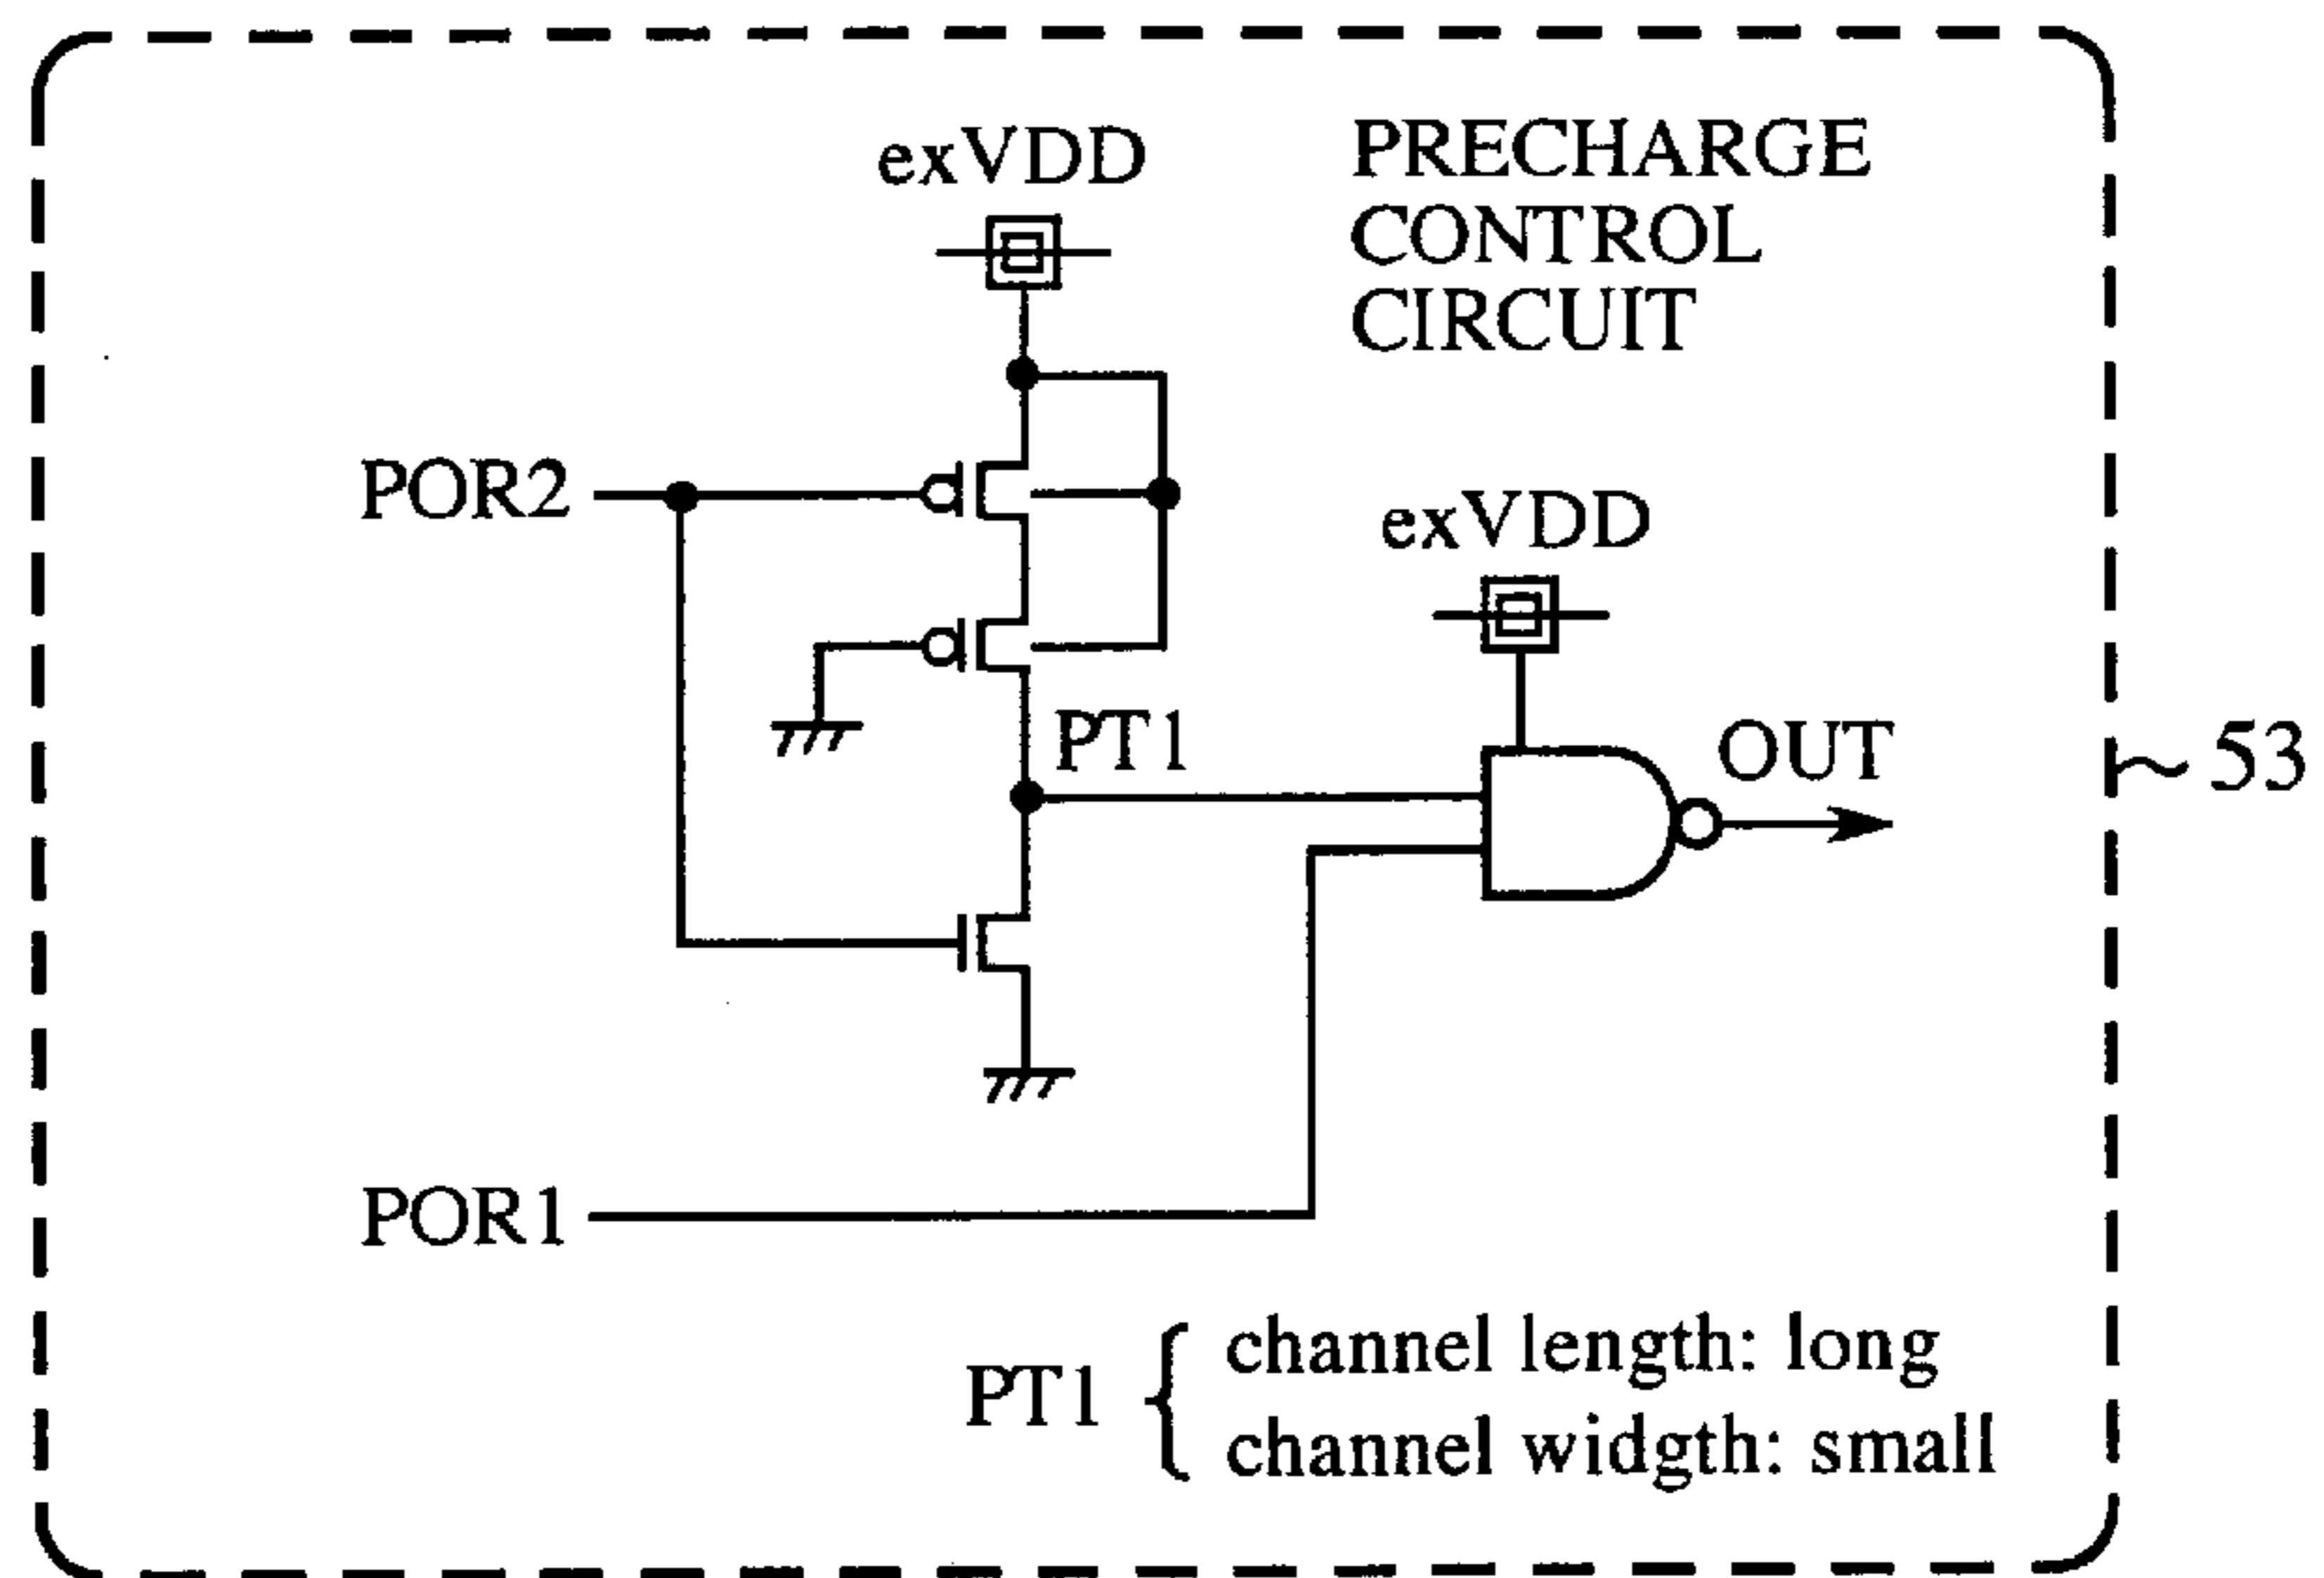 exVDD
PRECHARGE
CONTROL
CIRCUIT
POR2
exVDD
PT1
OUT
53
POR1
PT1
channel length: long
channel widgth: small